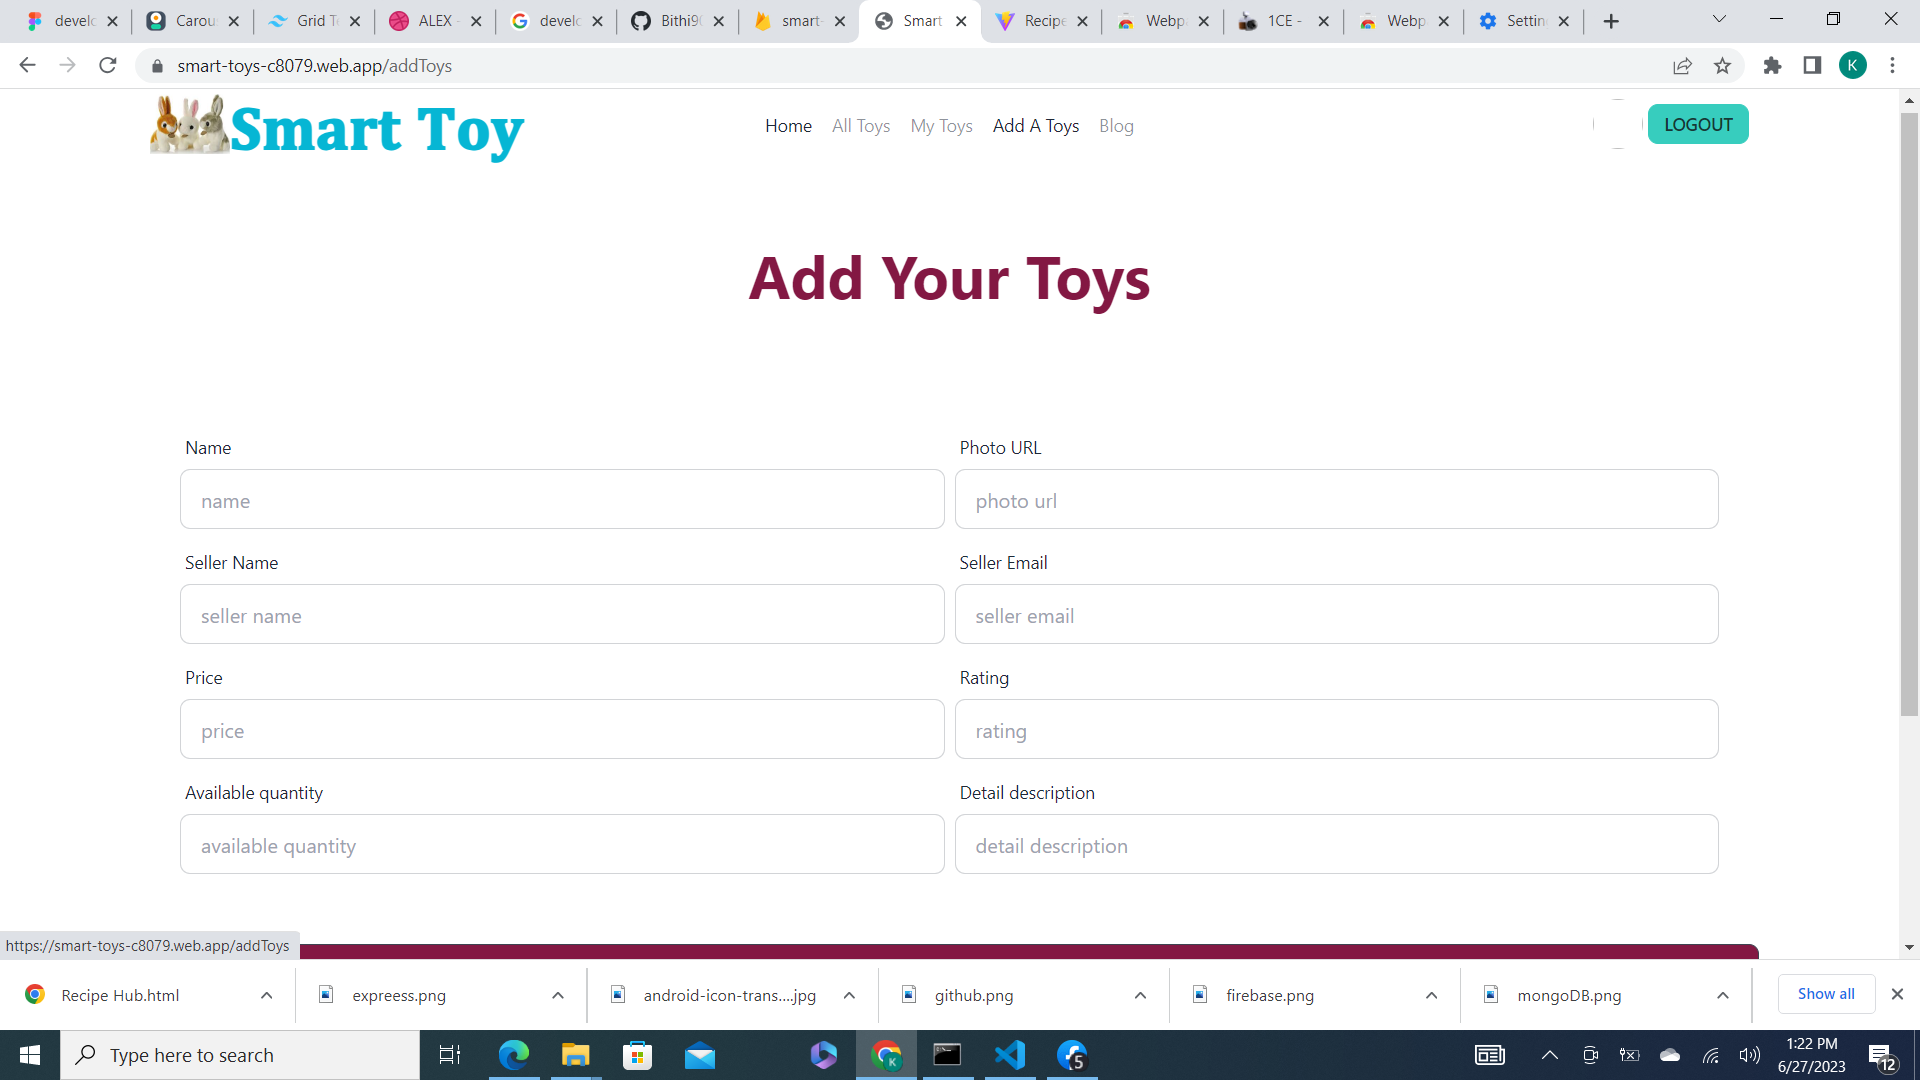 develo
Carou
Grid Te
ALEX -
develo
Bithi90
smart-
Smart
Recipe
Webp
1CE -
Webp
Settin
smart-toys-c8079.web.app/addToys
K
Smart Toy
Home
All Toys
My Toys
Add A Toys
Blog
LOGOUT
Add Your Toys
Name
Photo URL
name
photo url
Seller Name
Seller Email
seller name
seller email
Price
Rating
price
rating
Available quantity
Detail description
available quantity
detail description
https://smart-toys-c8079.web.app/addToys
Recipe Hub.html
expreess.png
android-icon-trans....jpg
github.png
firebase.png
mongoDB.png
Show all
Type here to search
K
5
1:22 PM
6/27/2023
12